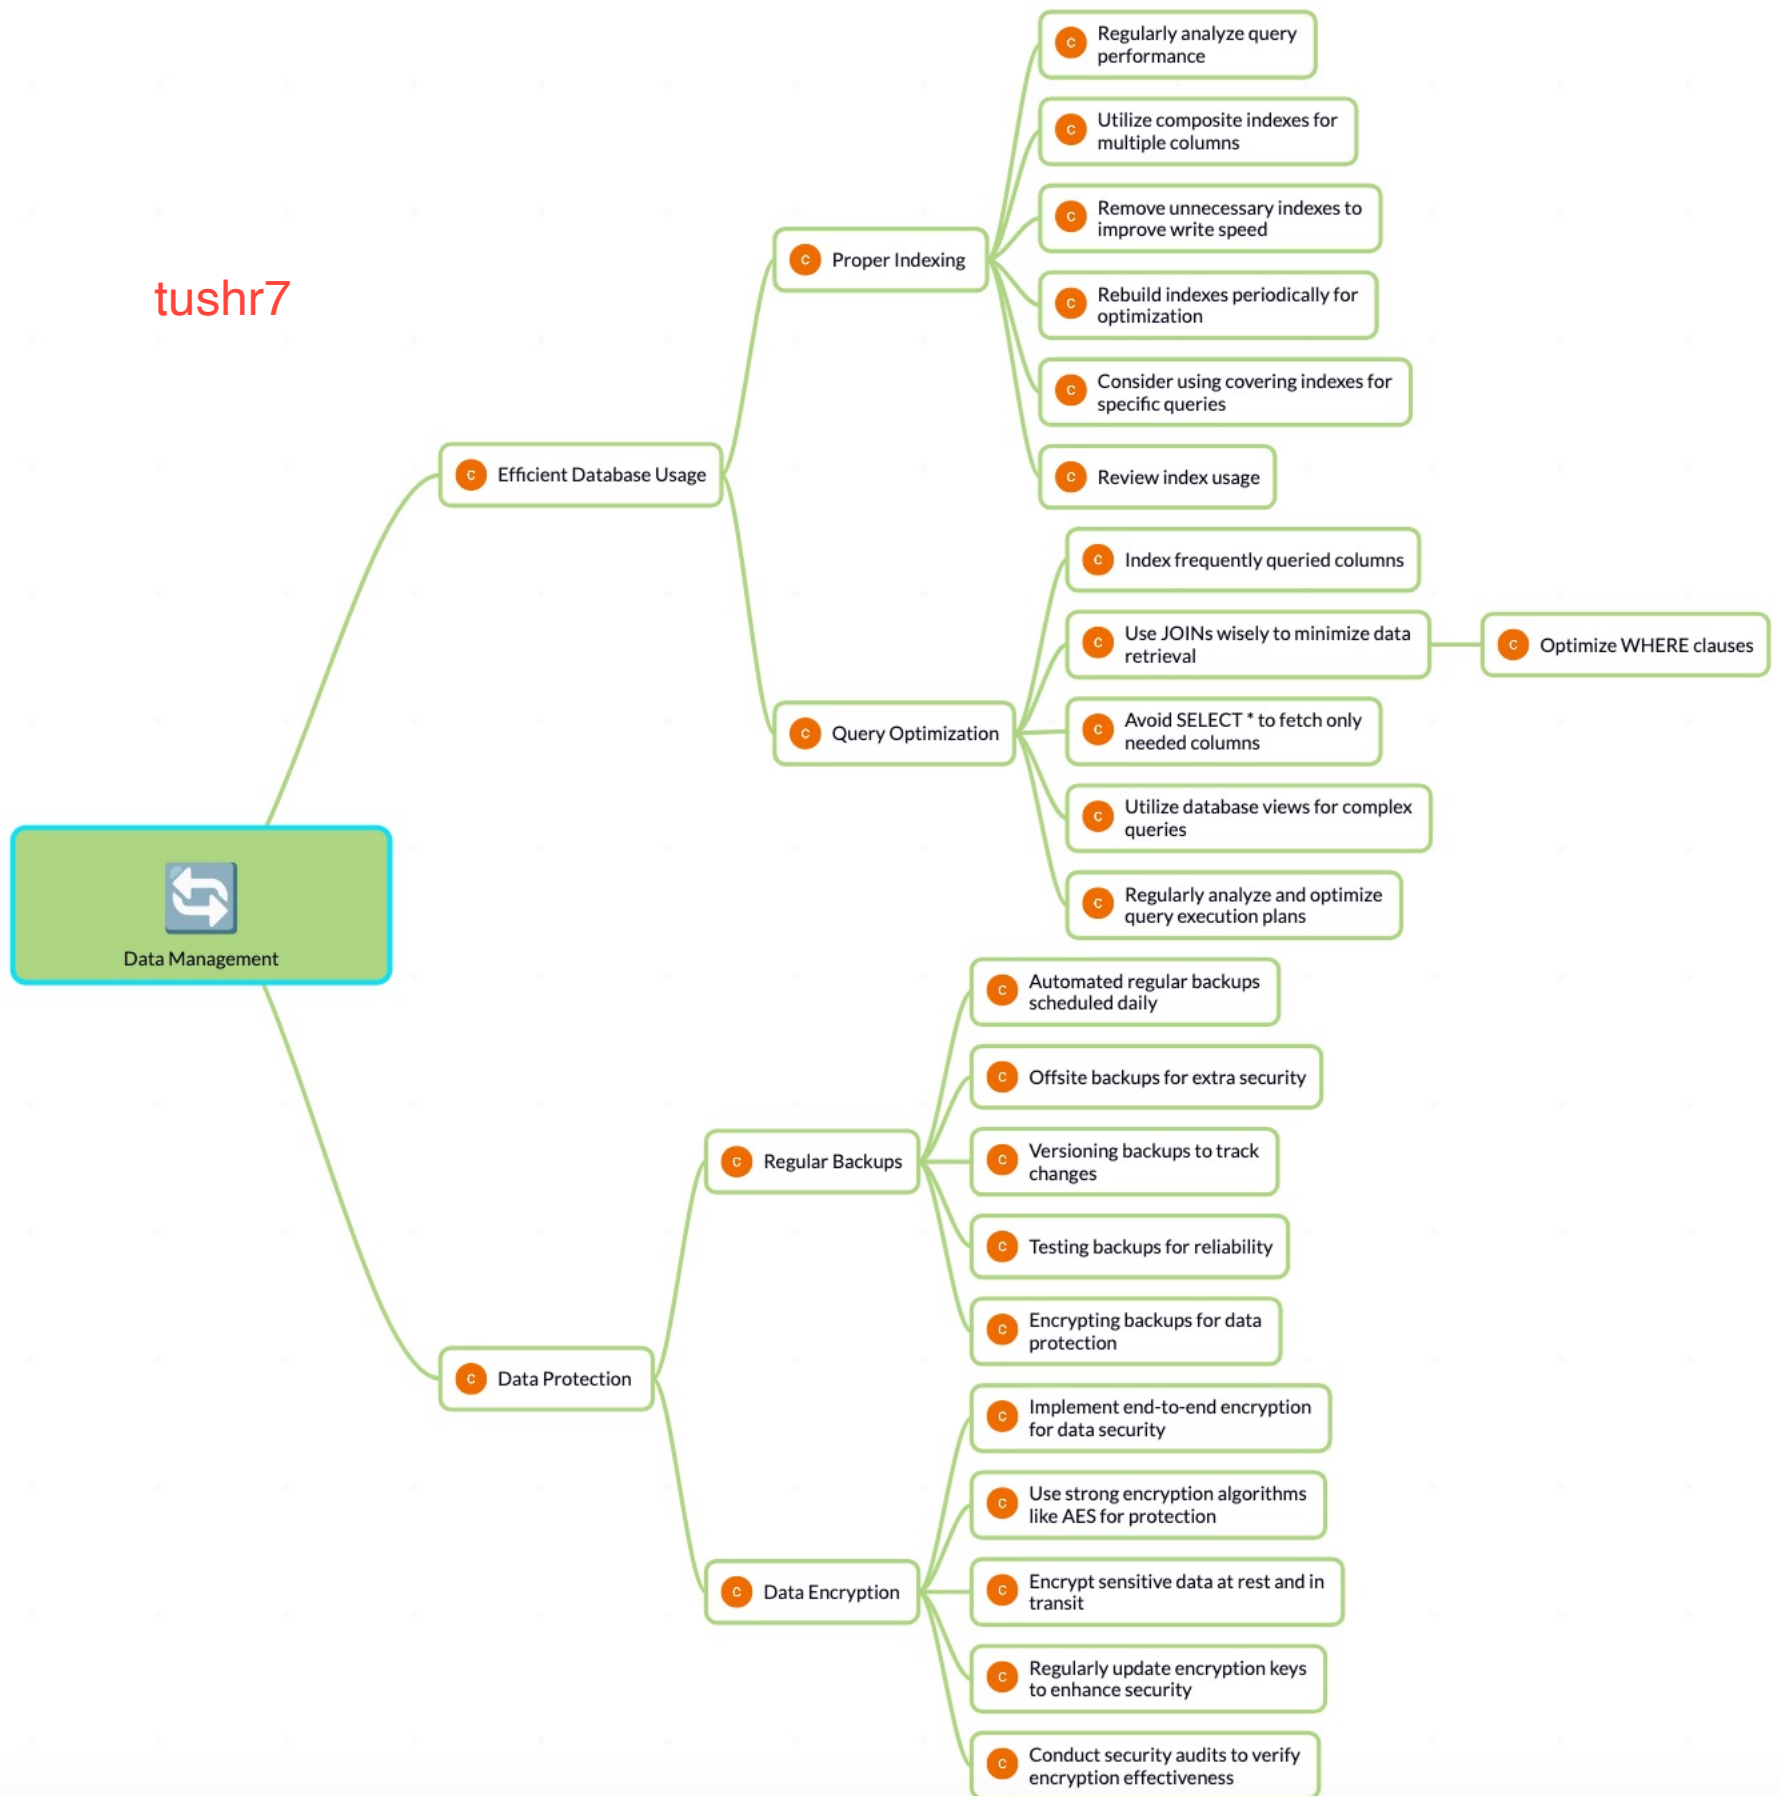 tushr7
Data Management
Efficient Database Usage
Proper Indexing
Regularly analyze query
performance
Utilize composite indexes for
multiple columns
Remove unnecessary indexes to
improve write speed
Rebuild indexes periodically for
optimization
Consider using covering indexes for
specific queries
Review index usage
Query Optimization
Index frequently queried columns
Use JOINs wisely to minimize data
retrieval
Optimize WHERE clauses
Avoid SELECT * to fetch only
needed columns
Utilize database views for complex
queries
Regularly analyze and optimize
query execution plans
Data Protection
Regular Backups
Automated regular backups
scheduled daily
Offsite backups for extra security
Versioning backups to track
changes
Testing backups for reliability
Encrypting backups for data
protection
Data Encryption
Implement end-to-end encryption
for data security
Use strong encryption algorithms
like AES for protection
Encrypt sensitive data at rest and in
transit
Regularly update encryption keys
to enhance security
Conduct security audits to verify
encryption effectiveness